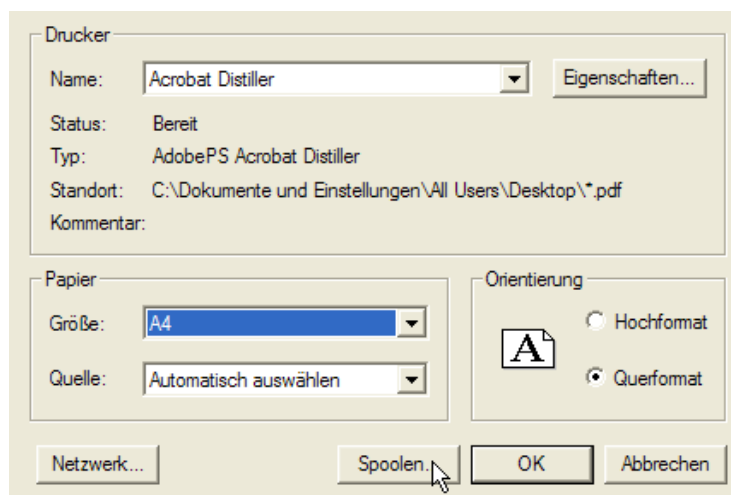 Drucker
Name: Acrobat Distiller Eigenschaften...
Status: Bereit
Typ: AdobePS Acrobat Distiller
Standort: C:\Dokumente und Einstellungen\All Users\Desktop\*.pdf
Kommentar:
Papier
Größe: A4
Quelle: Automatisch auswählen
Orientierung
A
Hochformat
Querformat
Netzwerk... Spoolen.. OK Abbrechen